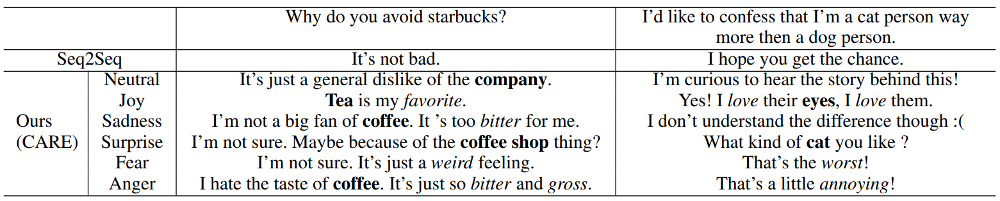 Why do you avoid starbucks? I'd like to confess that I'm a cat person way
more then a dog person.
Seq2Seq It's not bad. I hope you get the chance.
Neutral It's just a general dislike of the company. I'm curious to hear the story behind this!
Joy Tea is my favorite. Yes! I love their eyes, I love them.
Ours Sadness I'm not a big fan of coffee. It 's too bitter for me. I don't understand the difference though :(
(CARE) Surprise I'm not sure. Maybe because of the coffee shop thing? What kind of cat you like ?
Fear I'm not sure. It's just a weird feeling. That's the worst!
Anger I hate the taste of coffee. It's just so bitter and gross. That's a little annoying!